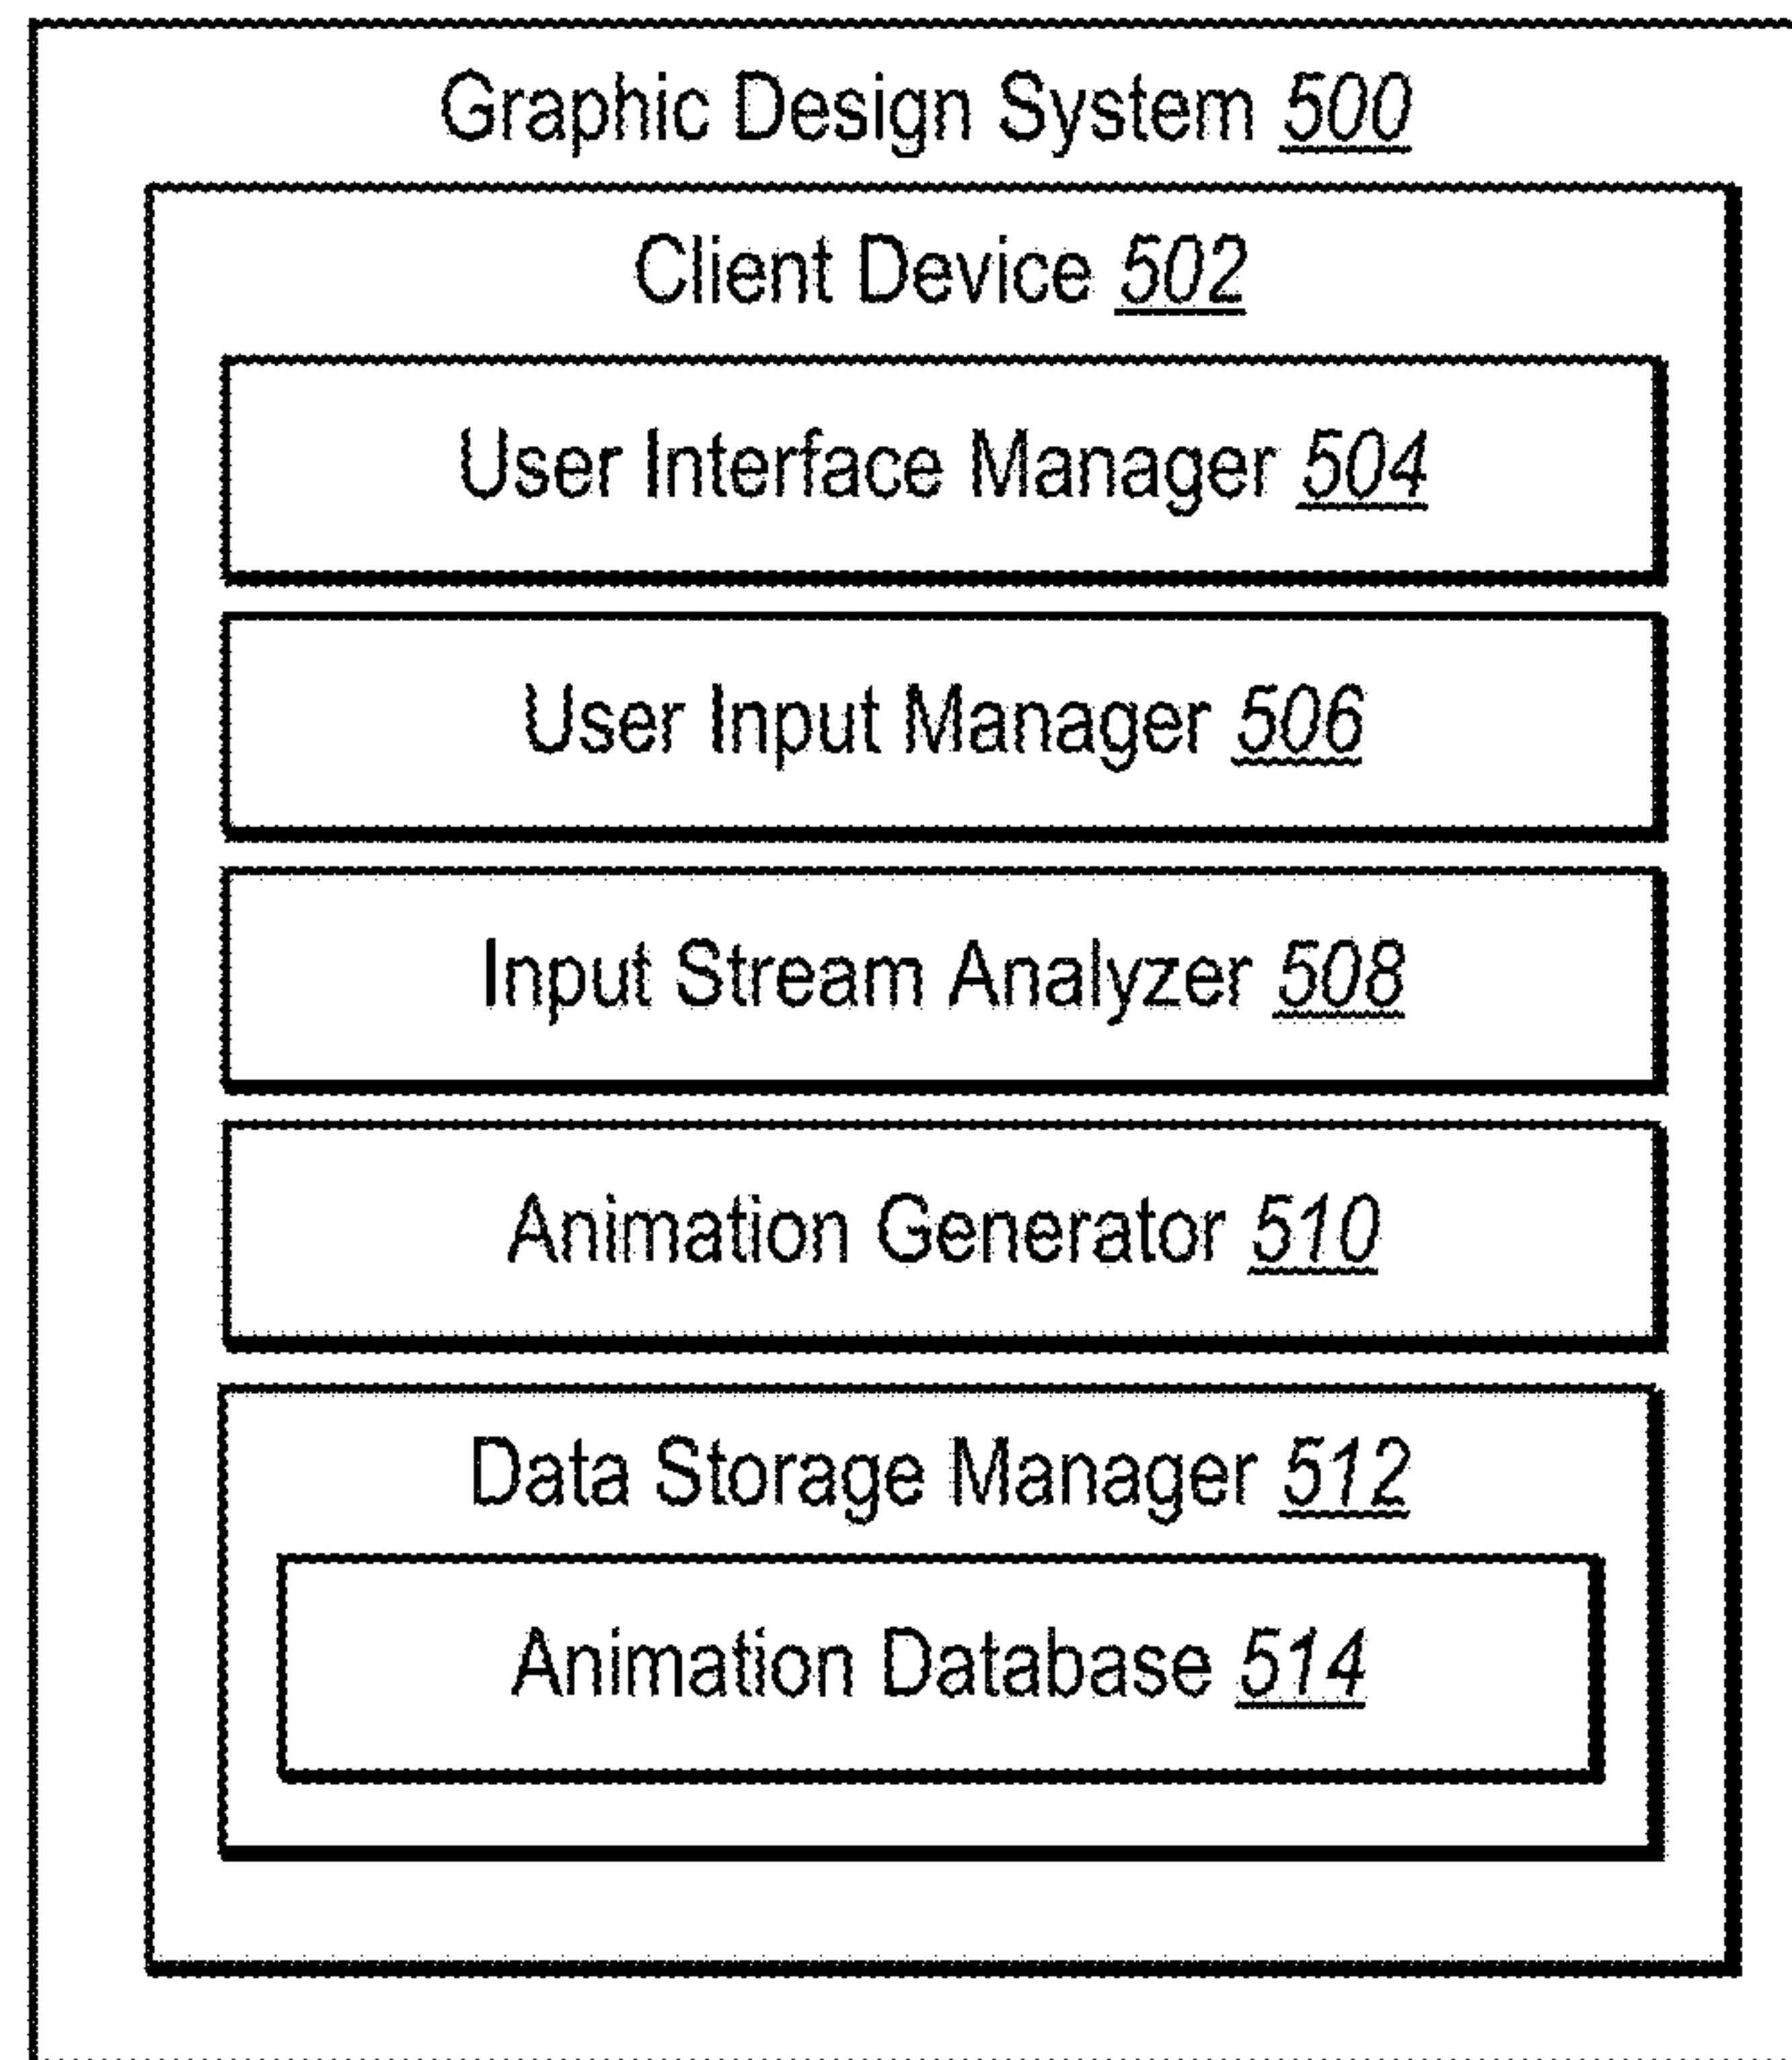 Graphic Design System 500
Client Device 502
User Interface Manager 504
User Input Manager 506
Input Stream Analyzer 508
Animation Generator 510
Data Storage Manager 512
Animation Database 514